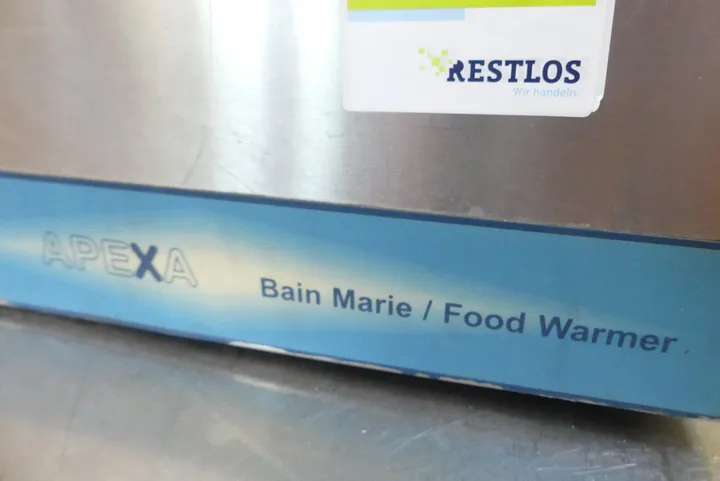 RESTLOS
Wir handeln.
APEXA
Bain Marie / Food Warmer